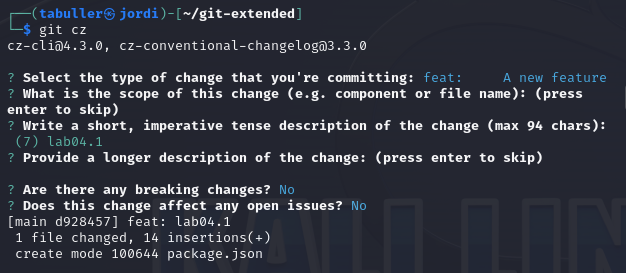 ┌──(tabuller㉿jordi)-[~/git-extended]
└─$ git cz
cz-cli@4.3.0, cz-conventional-changelog@3.3.0
? Select the type of change that you're committing: feat:     A new feature
? What is the scope of this change (e.g. component or file name): (press
enter to skip)
? Write a short, imperative tense description of the change (max 94 chars):
 (7) lab04.1
? Provide a longer description of the change: (press enter to skip)
? Are there any breaking changes? No
? Does this change affect any open issues? No
[main d928457] feat: lab04.1
 1 file changed, 14 insertions(+)
 create mode 100644 package.json